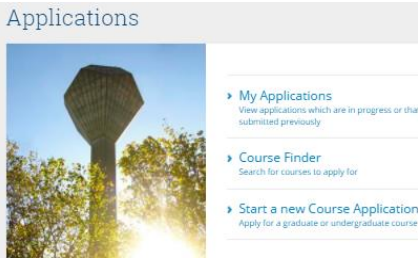 Applications
My Applications
View applications which are in progress or that
submitted previously
Course Finder
Search for courses to apply for
Start a new Course Application
Apply for a graduate or undergraduate course